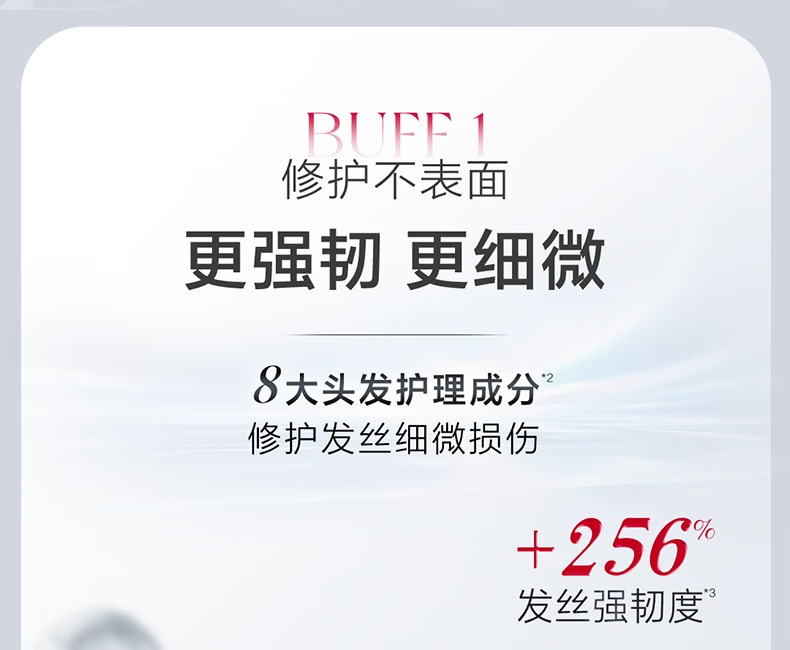 BUFF 1
修护不表面
更强韧 更细微
8大头发护理成分*2
修护发丝细微损伤
+256%
发丝强韧度*3